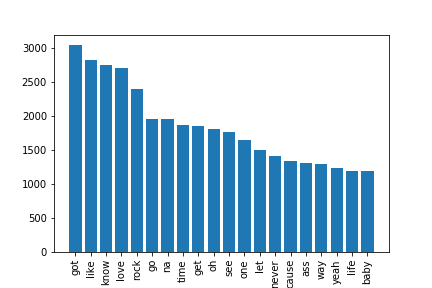 3000
2500
2000
1500
1000
500
0
got
like
know
love
rock
go
na
time
get
oh
see
one
let
never
cause
ass
way
yeah
life
baby